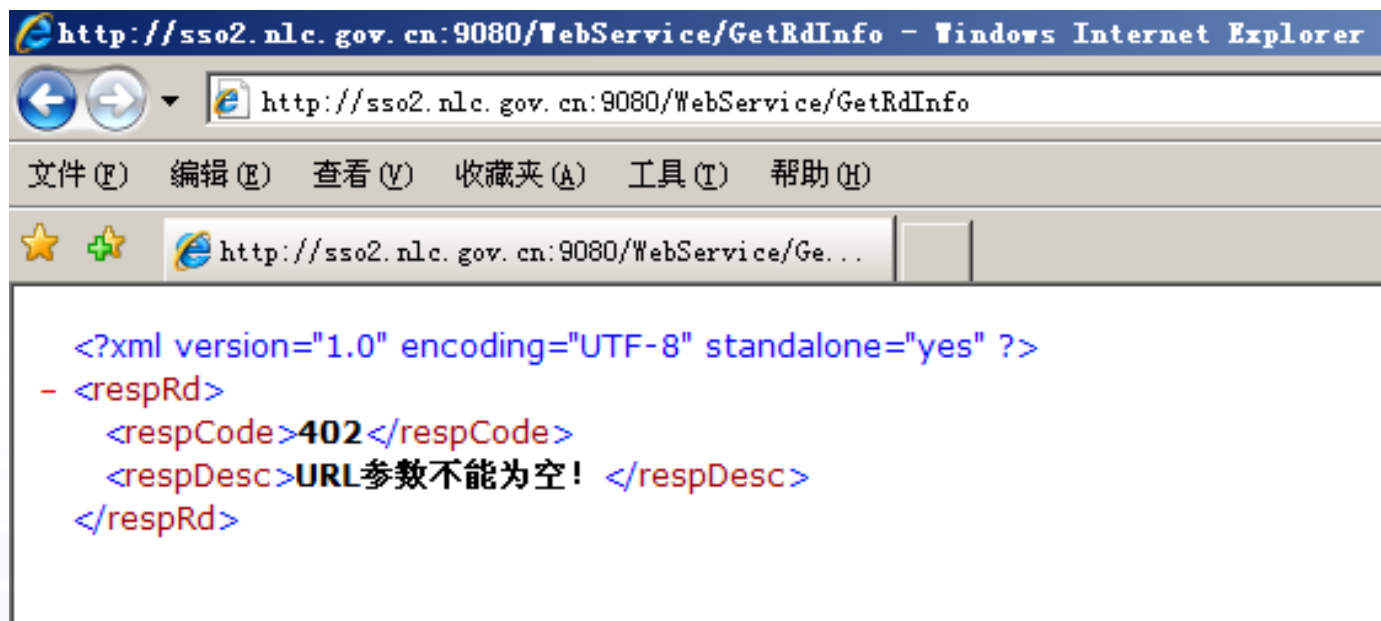 http://sso2.nlc.gov.cn:9080/WebService/GetRdInfo - Windows Internet Explorer
http://sso2.nlc.gov.cn:9080/WebService/GetRdInfo
文件(F) 编辑(E) 查看(V) 收藏夹(A) 工具(T) 帮助(H)
http://sso2.nlc.gov.cn:9080/WebService/Ge...
<?xml version="1.0" encoding="UTF-8" standalone="yes" ?>
- <respRd>
<respCode>402</respCode>
<respDesc>URL参数不能为空! </respDesc>
</respRd>